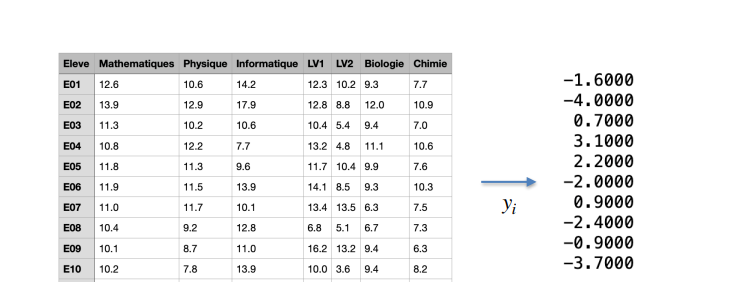 Eleve Mathematiques Physique Informatique LV1 LV2 Biologie Chimie
E01 12.6 10.6 14.2 12.3 10.2 9.3 7.7
E02 13.9 12.9 17.9 12.8 8.8 12.0 10.9
E03 11.3 10.2 10.6 10.4 5.4 9.4 7.0
E04 10.8 12.2 7.7 13.2 4.8 11.1 10.6
E05 11.8 11.3 9.6 11.7 10.4 9.9 7.6
E06 11.9 11.5 13.9 14.1 8.5 9.3 10.3
E07 11.0 11.7 10.1 13.4 13.5 6.3 7.5
E08 10.4 9.2 12.8 6.8 5.1 6.7 7.3
E09 10.1 8.7 11.0 16.2 13.2 9.4 6.3
E10 10.2 7.8 13.9 10.0 3.6 9.4 8.2
yi
-1.6000
-4.0000
0.7000
3.1000
2.2000
-2.0000
0.9000
-2.4000
-0.9000
-3.7000